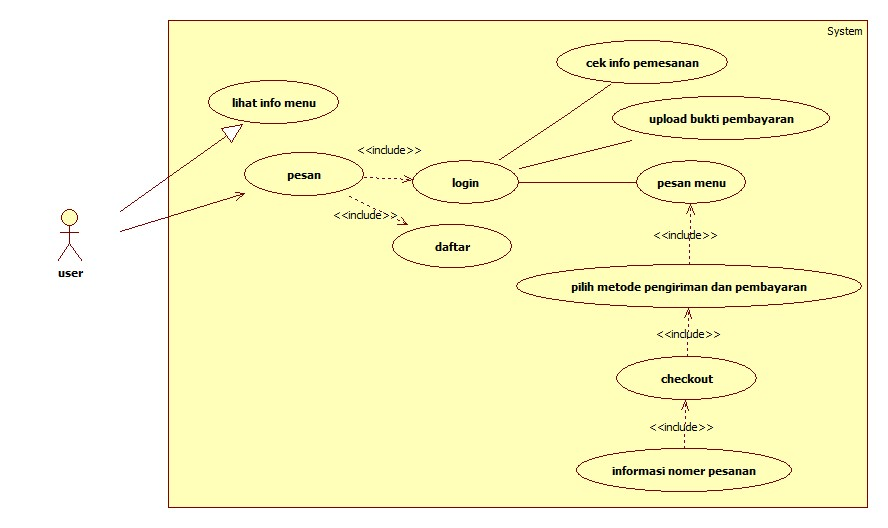 System
cek info pemesanan
lihat info menu
upload bukti pembayaran
<<include>>
pesan
login
pesan menu
<<include>>
daftar
<<include>>
user
pilih metode pengiriman dan pembayaran
<<include>>
checkout
<<include>>
informasi nomer pesanan